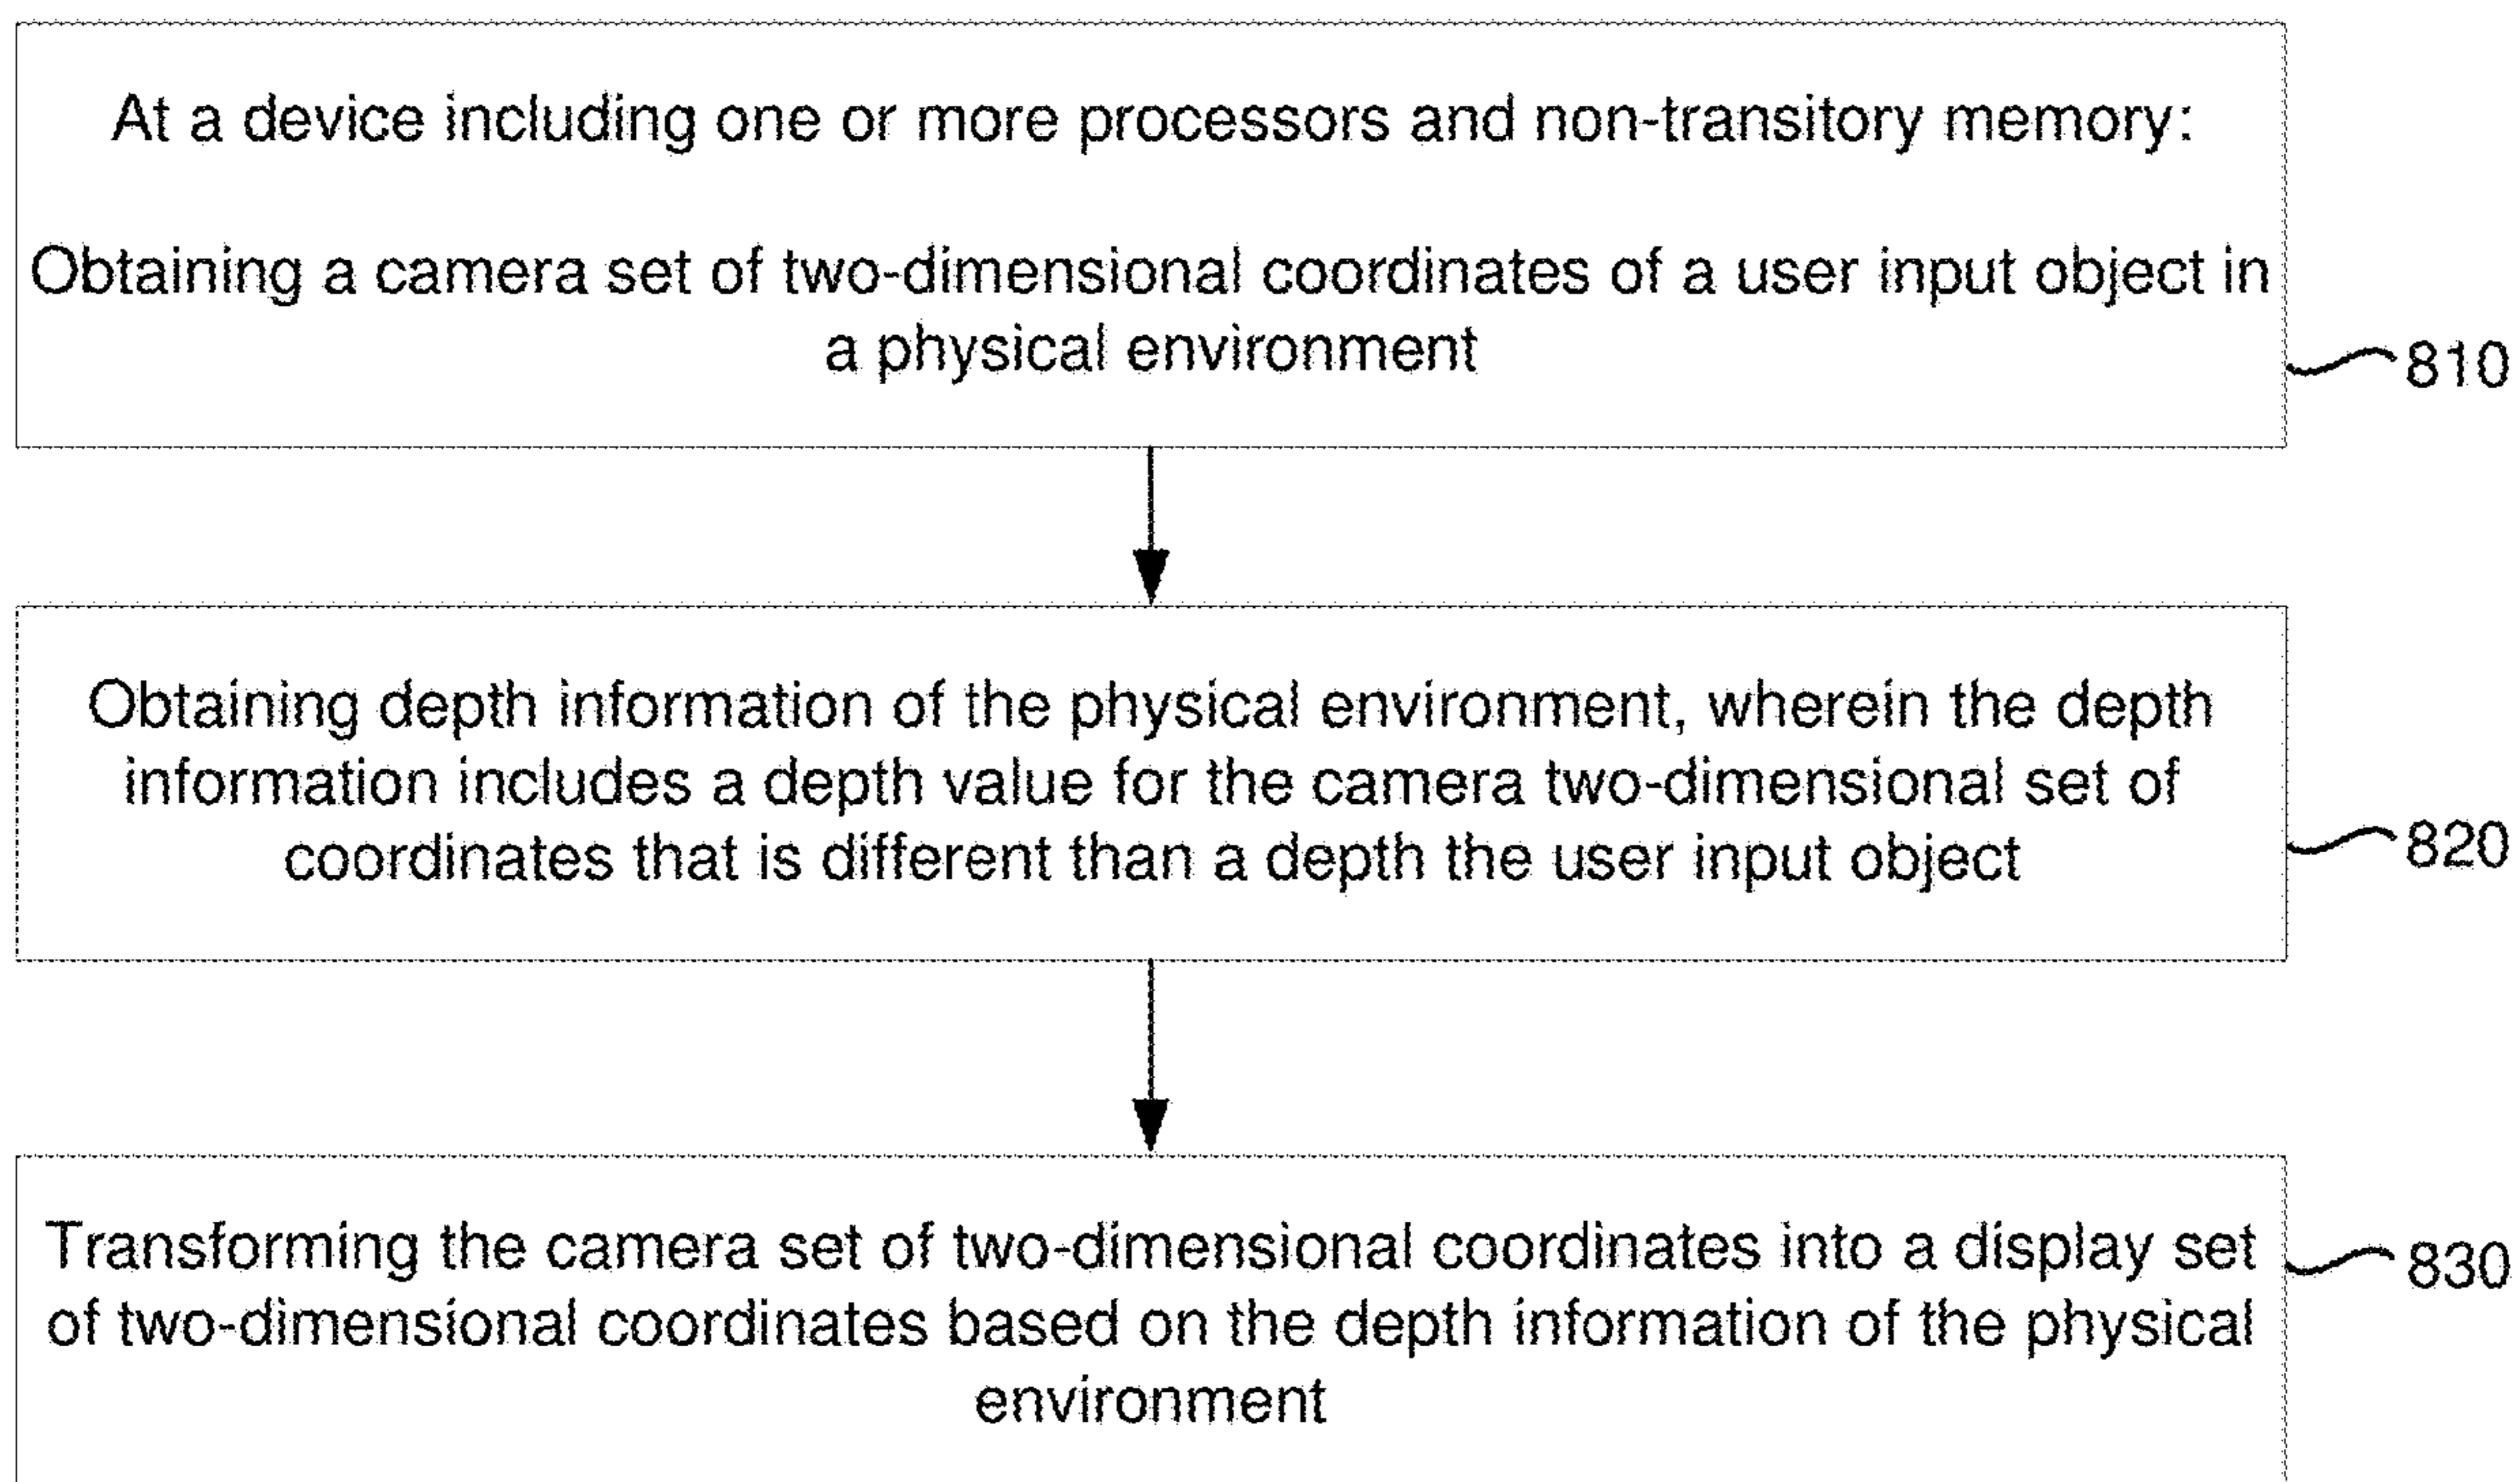 At a device including one or more processors and non-transitory memory:
Obtaining a camera set of two-dimensional coordinates of a user input object in
a physical environment
810
Obtaining depth information of the physical environment, wherein the depth
information includes a depth value for the camera two-dimensional set of
coordinates that is different than a depth the user input object
820
Transforming the camera set of two-dimensional coordinates into a display set
of two-dimensional coordinates based on the depth information of the physical
environment
830